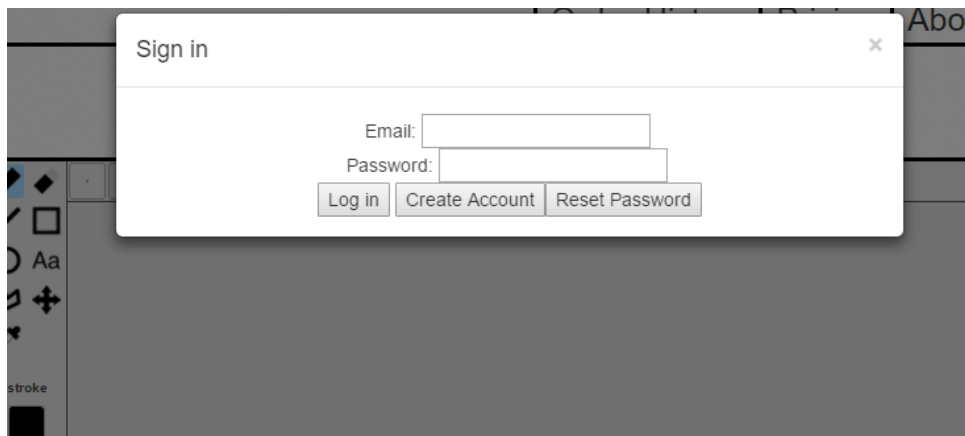 Abo
Sign in
×
Email:
Password:
Log in Create Account Reset Password
Aa
stroke